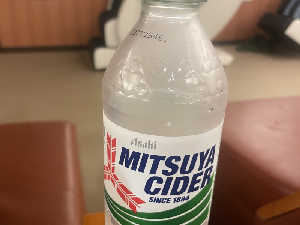 Asahi
MITSUYA
CIDER
SINCE 1884